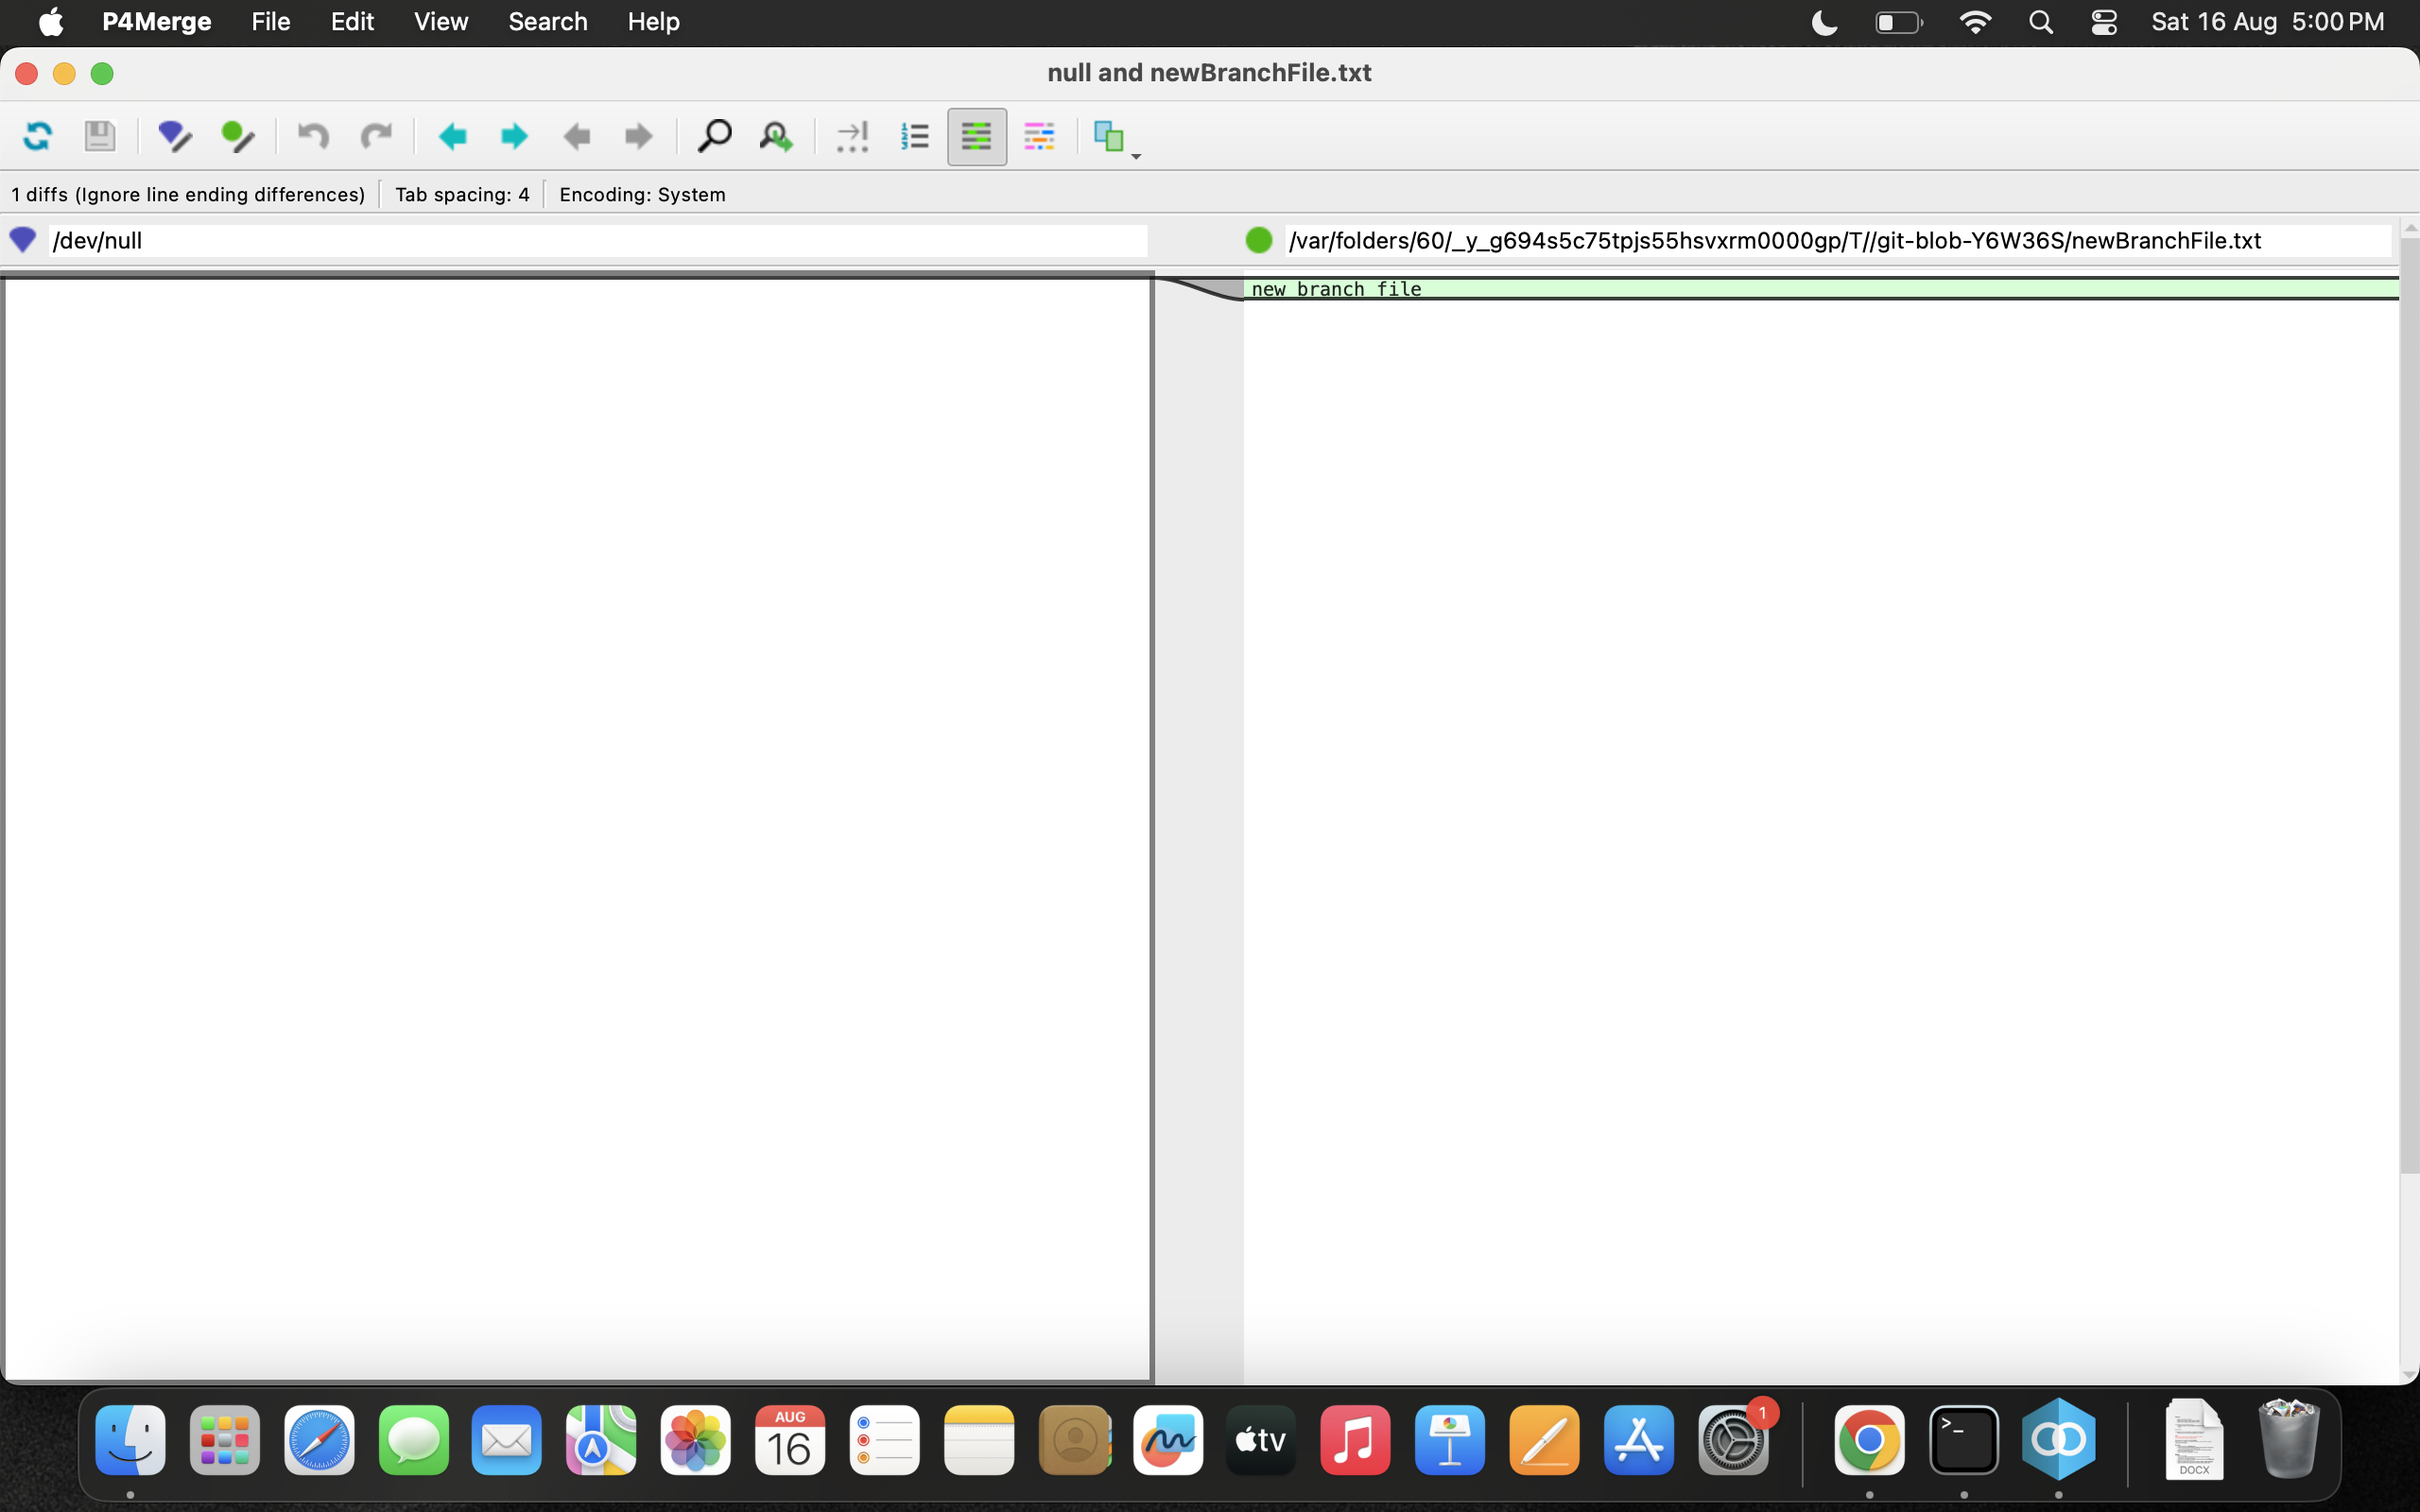 P4Merge File Edit View Search Help Sat 16 Aug 5:00 PM
null and newBranchFile.txt
1 diffs (Ignore line ending differences) Tab spacing: 4 Encoding: System
/dev/null /var/folders/60/_y_g694s5c75tpjs55hsvxrm0000gp/T//git-blob-Y6W36S/newBranchFile.txt
new branch file
AUG
16
tv
1
>_
DOCX